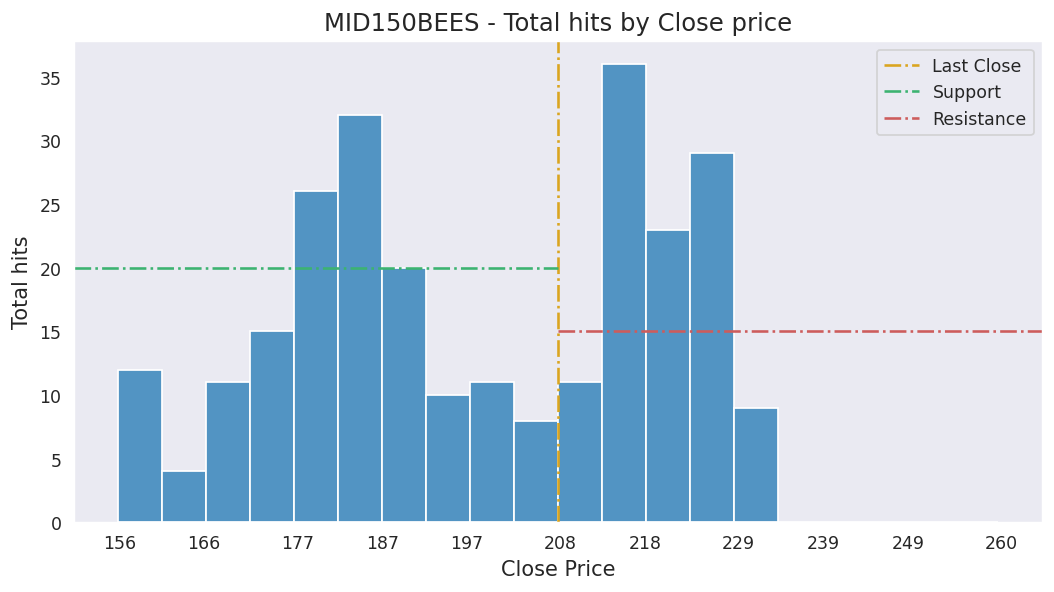 MID150BEES - Total hits by Close price
Last Close
Support
Resistance
Total hits
35
30
25
20
15
10
5
0
156 166 177 187 197 208 218 229 239 249 260
Close Price